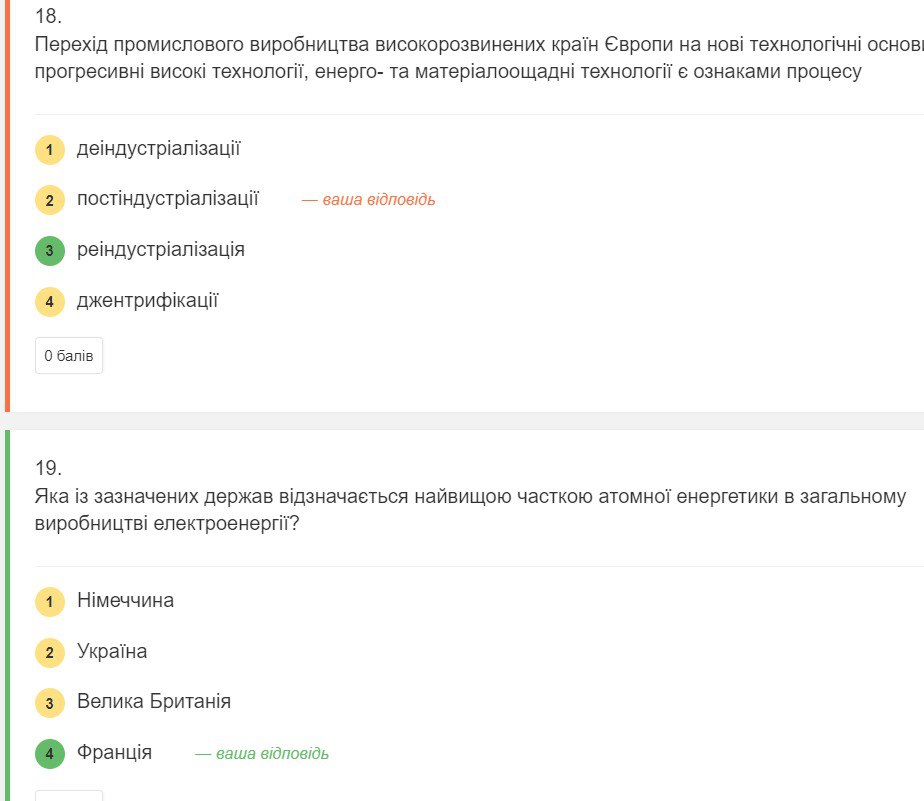 18.
Перехід промислового виробництва високорозвинених країн Європи на нові технологічні
прогресивні високі технології, енерго- та матеріалоощадні технології є ознаками процесу
1 деіндустріалізації
2 постіндустріалізації — ваша відповідь
3 реіндустріалізація
4 джентрифікації
0 балів
19.
Яка із зазначених держав відзначається найвищою часткою атомної енергетики в загальному
виробництві електроенергії?
1 Німеччина
2 Україна
3 Велика Британія
4 Франція — ваша відповідь